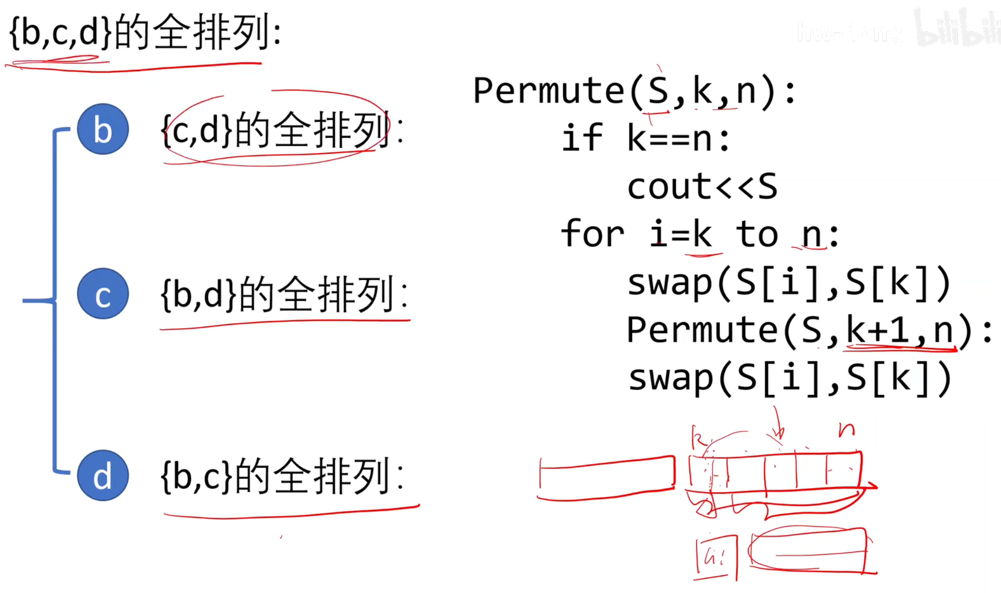 {b,c,d}的全排列:
b {c,d}的全排列:
c {b,d}的全排列:
d {b,c}的全排列:
Permute(S,k,n):
if k==n:
cout<<S
for i=k to n:
swap(S[i],S[k])
Permute(S,k+1,n):
swap(S[i],S[k])
k n
bilibili